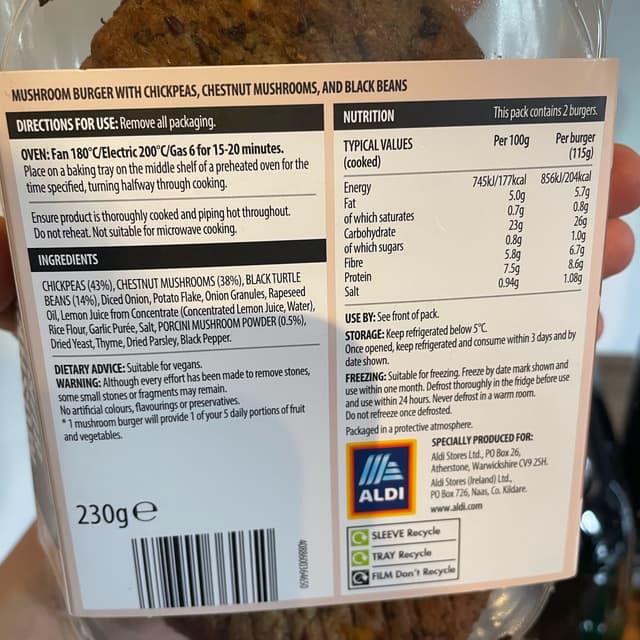 MUSHROOM BURGER WITH CHICKPEAS, CHESTNUT MUSHROOMS, AND BLACK BEANS
DIRECTIONS FOR USE: Remove all packaging.
OVEN: Fan 180°C/Electric 200°C/Gas 6 for 15-20 minutes.
Place on a baking tray on the middle shelf of a preheated oven for the
time specified, turning halfway through cooking.
Ensure product is thoroughly cooked and piping hot throughout.
Do not reheat. Not suitable for microwave cooking.
INGREDIENTS
CHICKPEAS (43%), CHESTNUT MUSHROOMS (38%), BLACK TURTLE
BEANS (14%), Diced Onion, Potato Flake, Onion Granules, Rapeseed
Oil, Lemon Juice from Concentrate (Concentrated Lemon Juice, Water),
Rice Flour, Garlic Purée, Salt, PORCINI MUSHROOM POWDER (0.5%),
Dried Yeast, Thyme, Dried Parsley, Black Pepper.
DIETARY ADVICE: Suitable for vegans.
WARNING: Although every effort has been made to remove stones,
some small stones or fragments may remain.
No artificial colours, flavourings or preservatives.
* 1 mushroom burger will provide 1 of your 5 daily portions of fruit
and vegetables.
230g e
NUTRITION This pack contains 2 burgers.
TYPICAL VALUES Per 100g Per burger
(cooked) (115g)
Energy 745kJ/177kcal 856kJ/204kcal
Fat 5.0g 5.7g
of which saturates 0.7g 0.8g
Carbohydrate 23g 26g
of which sugars 0.8g 1.0g
Fibre 5.8g 6.7g
Protein 7.5g 8.6g
Salt 0.94g 1.08g
USE BY: See front of pack.
STORAGE: Keep refrigerated below 5°C.
Once opened, keep refrigerated and consume within 3 days and by
date shown.
FREEZING: Suitable for freezing. Freeze by date mark shown and
use within one month. Defrost thoroughly in the fridge before use
and use within 24 hours. Never defrost in a warm room.
Do not refreeze once defrosted.
Packaged in a protective atmosphere.
SPECIALLY PRODUCED FOR:
Aldi Stores Ltd., PO Box 26,
Atherstone, Warwickshire CV9 2SH.
Aldi Stores (Ireland) Ltd.,
PO Box 726, Naas, Co. Kildare.
www.aldi.com
ALDI
SLEEVE Recycle
TRAY Recycle
FILM Don't Recycle